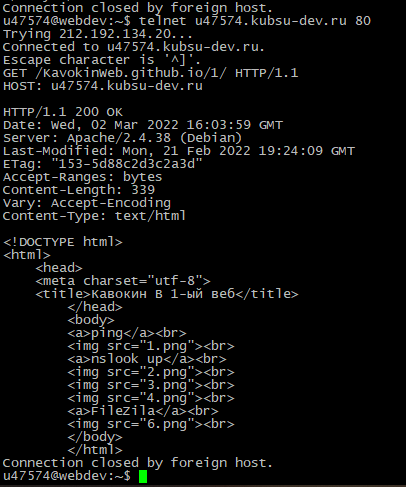 Connection closed by foreign host.
u47574@webdev:~$ telnet u47574.kubsu-dev.ru 80
Trying 212.192.134.20...
Connected to u47574.kubsu-dev.ru.
Escape character is '^]'.
GET /KavokinWeb.github.io/1/ HTTP/1.1
HOST: u47574.kubsu-dev.ru

HTTP/1.1 200 OK
Date: Wed, 02 Mar 2022 16:03:59 GMT
Server: Apache/2.4.38 (Debian)
Last-Modified: Mon, 21 Feb 2022 19:24:09 GMT
ETag: "153-5d88c2d3c2a3d"
Accept-Ranges: bytes
Content-Length: 339
Vary: Accept-Encoding
Content-Type: text/html

<!DOCTYPE html>
<html>
    <head>
    <meta charset="utf-8">
    <title>Кавокин В 1-ый веб</title>
        </head>
        <body>
        <a>ping</a><br>
        <img src="1.png"><br>
        <a>nslook up</a><br>
        <img src="2.png"><br>
        <img src="3.png"><br>
        <img src="4.png"><br>
        <a>FileZila</a><br>
        <img src="6.png"><br>
        </body>
        </html>
Connection closed by foreign host.
u47574@webdev:~$